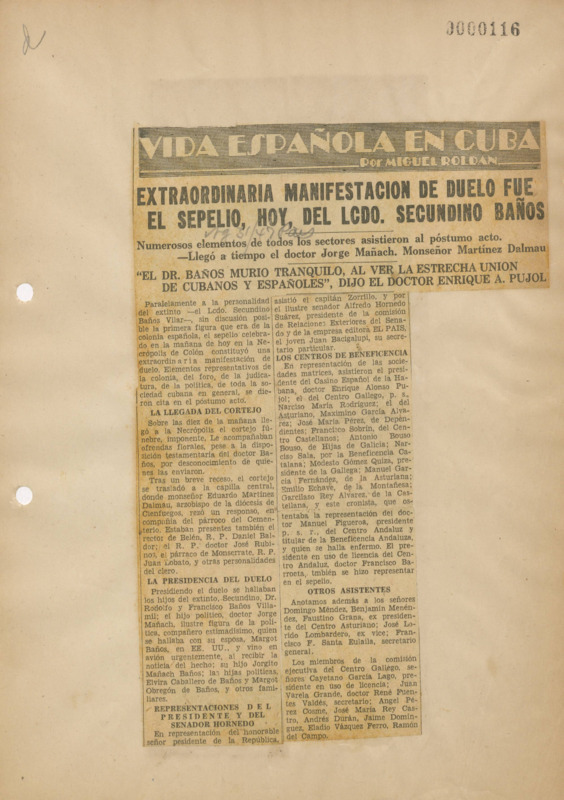 0000116
VIDA ESPAÑOLA EN CUBA
Por MIGUEL ROLDAN
EXTRAORDINARIA MANIFESTACION DE DUELO FUE
EL SEPELIO, HOY, DEL LCDO. SECUNDINO BAÑOS
Numerosos elementos de todos los sectores asistieron al póstumo acto.
—Llegó a tiempo el doctor Jorge Mañach. Monseñor Martínez Dalmau
"EL DR. BAÑOS MURIO TRANQUILO, AL VER LA ESTRECHA UNION
DE CUBANOS Y ESPAÑOLES", DIJO EL DOCTOR ENRIQUE A. PUJOL
Paralelamente a la personalidad
del extinto —el Lcdo. Secundino
Baños Vilar—, sin discusión posi-
ble la primera figura que era de la
colonia española, el sepelio celebra-
do en la mañana de hoy en la Ne-
crópolis de Colón constituyó una
extraordinaria manifestación de
duelo. Elementos representativos de
la colonia, del foro, de la judica-
tura, de la política, de toda la so-
ciedad cubana en general, se die-
ron cita en el póstumo acto.
LA LLEGADA DEL CORTEJO
Sobre las diez de la mañana lle-
gó a la Necrópolis el cortejo fú-
nebre, imponente. Le acompañaban
ofrendas florales, pese a la dispo-
sición testamentaria del doctor Ba-
ños, por desconocimiento de quie-
nes las enviaron.
Tras un breve receso, el cortejo
se trasladó a la capilla central,
donde monseñor Eduardo Martínez
Dalmau, arzobispo de la diócesis de
Cienfuegos, rezó un responso, en
compañía del párroco del Cemen-
terio. Estaban presentes también el
rector de Belén, R. P. Daniel Bal-
dor; el R. P. doctor José Rubi-
nos, el párroco de Monserrate, R. P.
Juan Lobato, y otras personalidades
del clero.
LA PRESIDENCIA DEL DUELO
Presidiendo el duelo se hallaban
los hijos del extinto, Secundino, Dr.
Rodolfo y Francisco Baños Villa-
mil; el hijo político, doctor Jorge
Mañach, ilustre figura de la polí-
tica, compañero estimadísimo, quien
se hallaba con su esposa, Margot
Baños, en EE. UU., y vino en
avión urgentemente, al recibir la
noticia del hecho; su hijo Jorgito
Mañach Baños; las hijas políticas,
Elvira Caballero de Baños y Margot
Obregón de Baños, y otros fami-
liares.
REPRESENTACIONES DEL
PRESIDENTE Y DEL
SENADOR HORNEDO
En representación del honorable
señor pesidente de la República,
asistió el capitán Zorrillo, y por
el ilustre senador Alfredo Hornedo
Suárez, presidente de la comisión
de Relaciones Exteriores del Sena-
do y de la empresa editora EL PAIS,
el joven Juan Bacigalupi, su secre-
tario particular.
LOS CENTROS DE BENEFICENCIA
En representación de las socie-
dades matrices, asistieron el presi-
dente del Casino Español de la Ha-
bana, doctor Enrique Alonso Pu-
jol; el del Centro Gallego, p. s.,
Narciso María Rodríguez; el del
Asturiano, Maximino García Alva-
rez; José María Pérez, de Depen-
dientes; Francisco Sobrín, del Cen-
tro Castellanos; Antonio Bouso
Bouso, de Hijas de Galicia; Nar-
ciso Sala, por la Beneficencia Ca-
talana; Modesto Gómez Quiza, pre-
sidente de la Gallega; Manuel Gar-
cía Fernández, de la Asturiana;
Emilio Echave, de la Montañesa;
Garcilaso Rey Alvarez, de la Cas-
tellana, y este cronista, que os-
tentaba la representación del doc-
tor Manuel Figueroa, presidente
p. s. r., del Centro Andaluz y
titular de la Beneficencia Andaluza,
y quien se halla enfermo. El pre-
sidente en uso de licencia del Cen-
tro Andaluz, doctor Francisco Ba-
rroeta, también se hizo representar
en el sepelio.
OTROS ASISTENTES
Anotamos además a los señores
Domingo Méndez, Benjamín Menén-
dez, Faustino Grana, ex presiden-
te del Centro Asturiano; José Lo-
rido Lombardero, ex vice; Fran-
cisco F. Santa Eulalia, secretario
general.
Los miembros de la comisión
ejecutiva del Centro Gallego, se-
ñores Cayetano García Lago, pre-
sidente en uso de licencia; Juan
Varela Grande, doctor René Fuen-
tes Valdés, secretario; Angel Pé-
rez Cosme, José María Rey Cas-
tro, Andrés Durán, Jaime Domín-
guez, Eladio Vázquez Ferro, Ramón
del Campo.